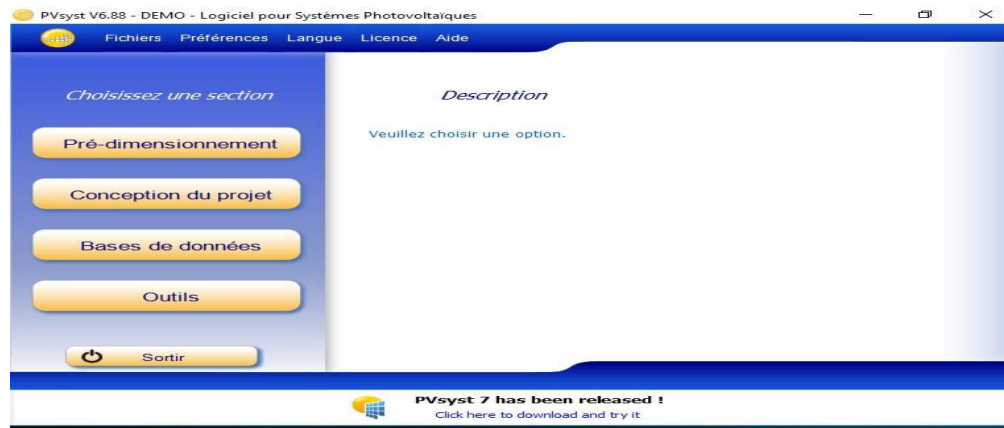 PVsyst V6.88 - DEMO - Logiciel pour Systèmes Photovoltaïques
Fichiers Préférences Langue Licence Aide
Choisissez une section
Description
Veuillez choisir une option.
Pré-dimensionnement
Conception du projet
Bases de données
Outils
Sortir
PVsyst 7 has been released !
Click here to download and try it